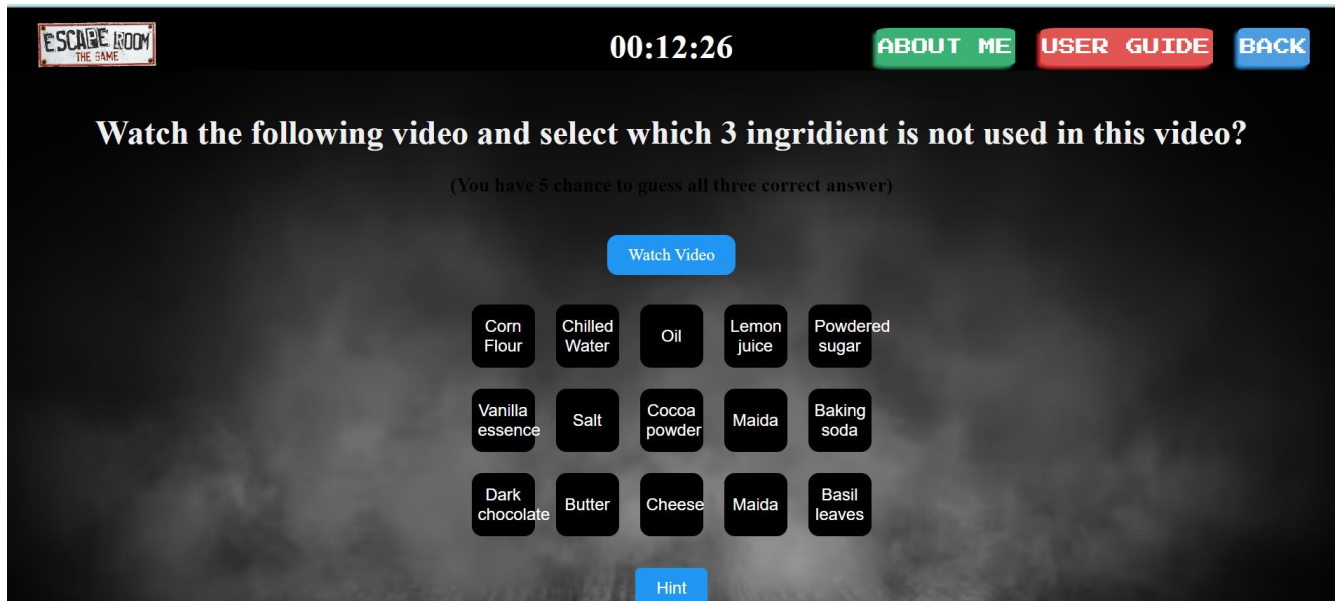 ESCAPE ROOM
THE GAME
00:12:26
ABOUT ME
USER GUIDE
BACK
Watch the following video and select which 3 ingridient is not used in this video?
(You have 5 chance to guess all three correct answer)
Watch Video
Corn
Flour
Chilled
Water
Oil
Lemon
juice
Powdered
sugar
Vanilla
essence
Salt
Cocoa
powder
Maida
Baking
soda
Dark
chocolate
Butter
Cheese
Maida
Basil
leaves
Hint